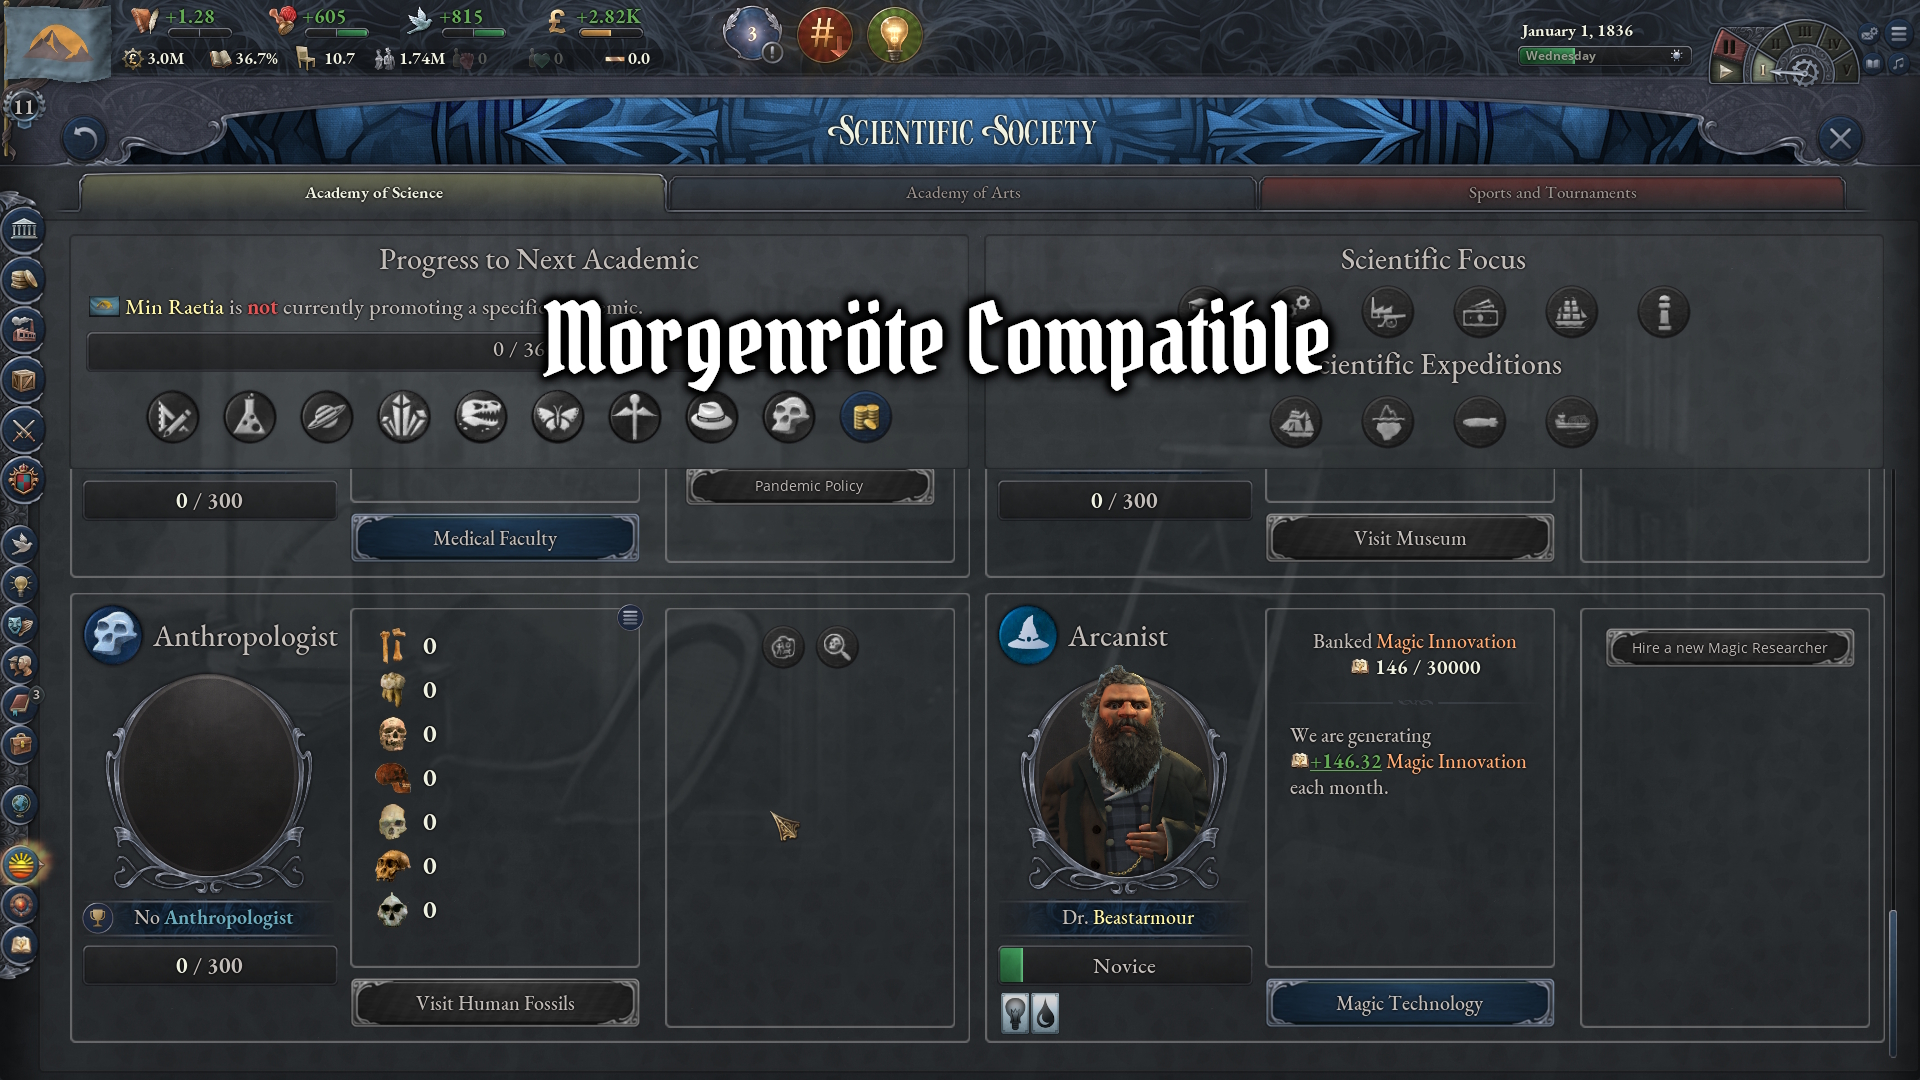 +1.28
+605
+815
+2.82K
3
January 1, 1836
3.0M
36.7%
10.7
1.74M
0
0
0.0
Wednesday
11
Scientific Society
Academy of Science
Academy of Arts
Sports and Tournaments
Progress to Next Academic
Scientific Focus
Min Raetia is not currently promoting a specific
0 / 36
Morgenröte Compatible
Scientific Expeditions
0 / 300
Medical Faculty
Pandemic Policy
0 / 300
Visit Museum
Anthropologist
0
0
0
0
0
0
0
No Anthropologist
0 / 300
Visit Human Fossils
Arcanist
Banked Magic Innovation
146 / 30000
We are generating
+146.32 Magic Innovation
each month.
Hire a new Magic Researcher
Dr. Beastarmour
Novice
Magic Technology
3